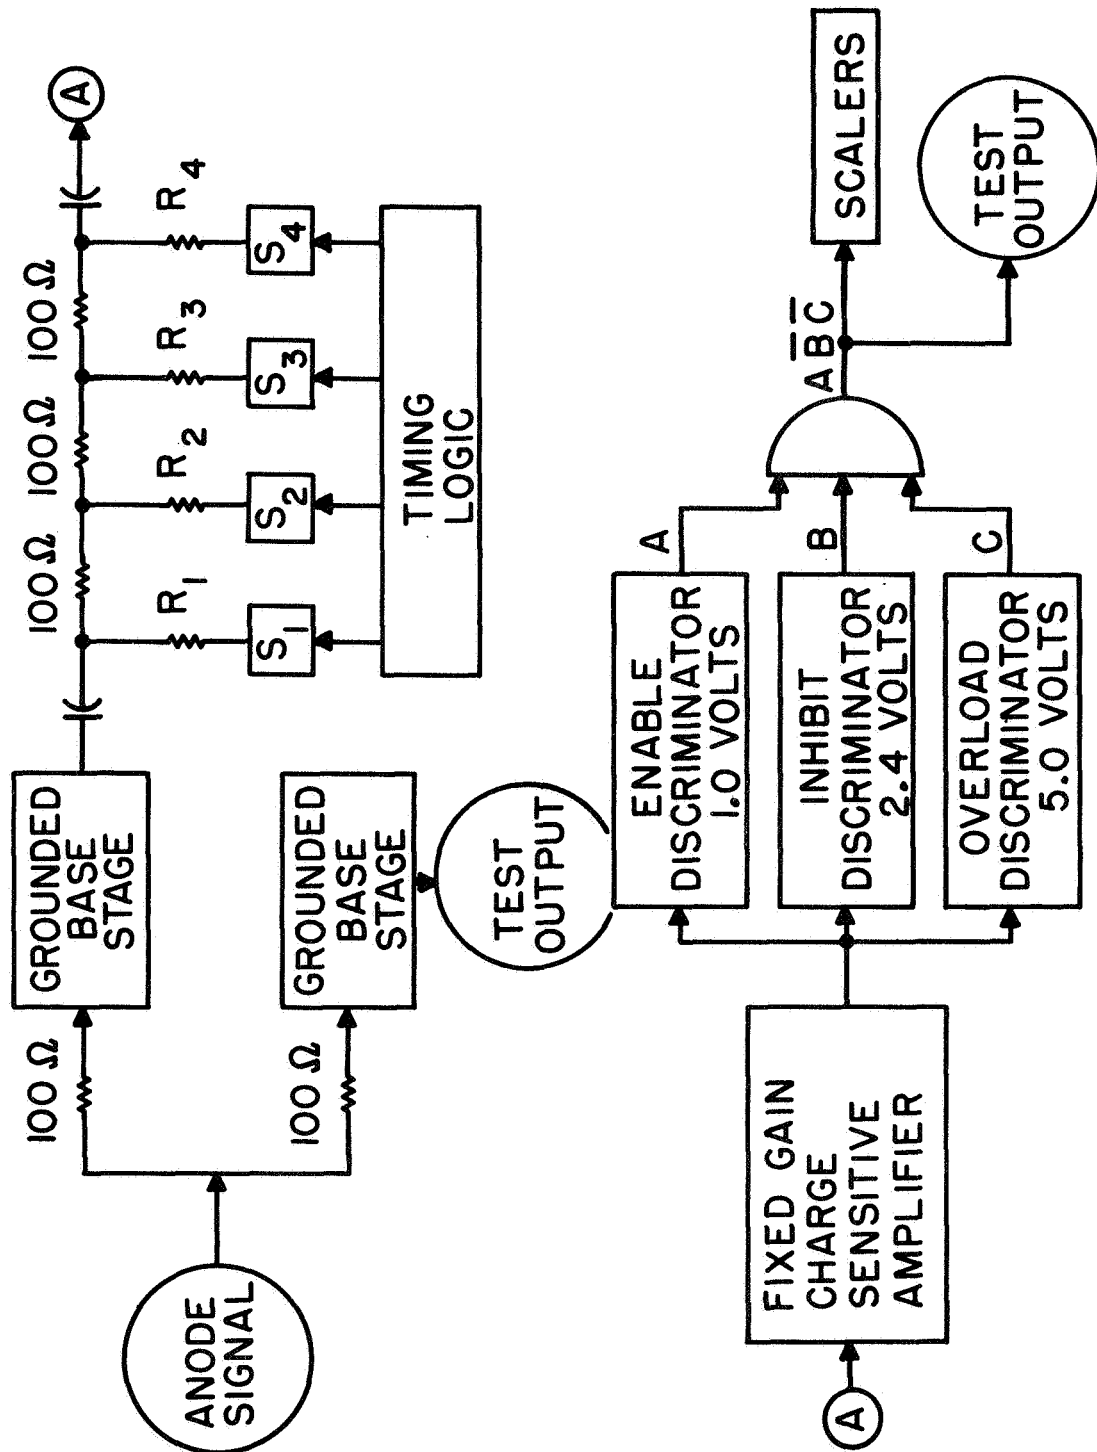 ANODE
SIGNAL
100 Ω
100 Ω
GROUNDED
BASE
STAGE
GROUNDED
BASE
STAGE
TEST
OUTPUT
100 Ω
100 Ω
100 Ω
R1
R2
R3
R4
S1
S2
S3
S4
TIMING
LOGIC
A
A
FIXED GAIN
CHARGE
SENSITIVE
AMPLIFIER
ENABLE
DISCRIMINATOR
1.0 VOLTS
INHIBIT
DISCRIMINATOR
2.4 VOLTS
OVERLOAD
DISCRIMINATOR
5.0 VOLTS
A
B
C
A B̅ C̅
SCALERS
TEST
OUTPUT